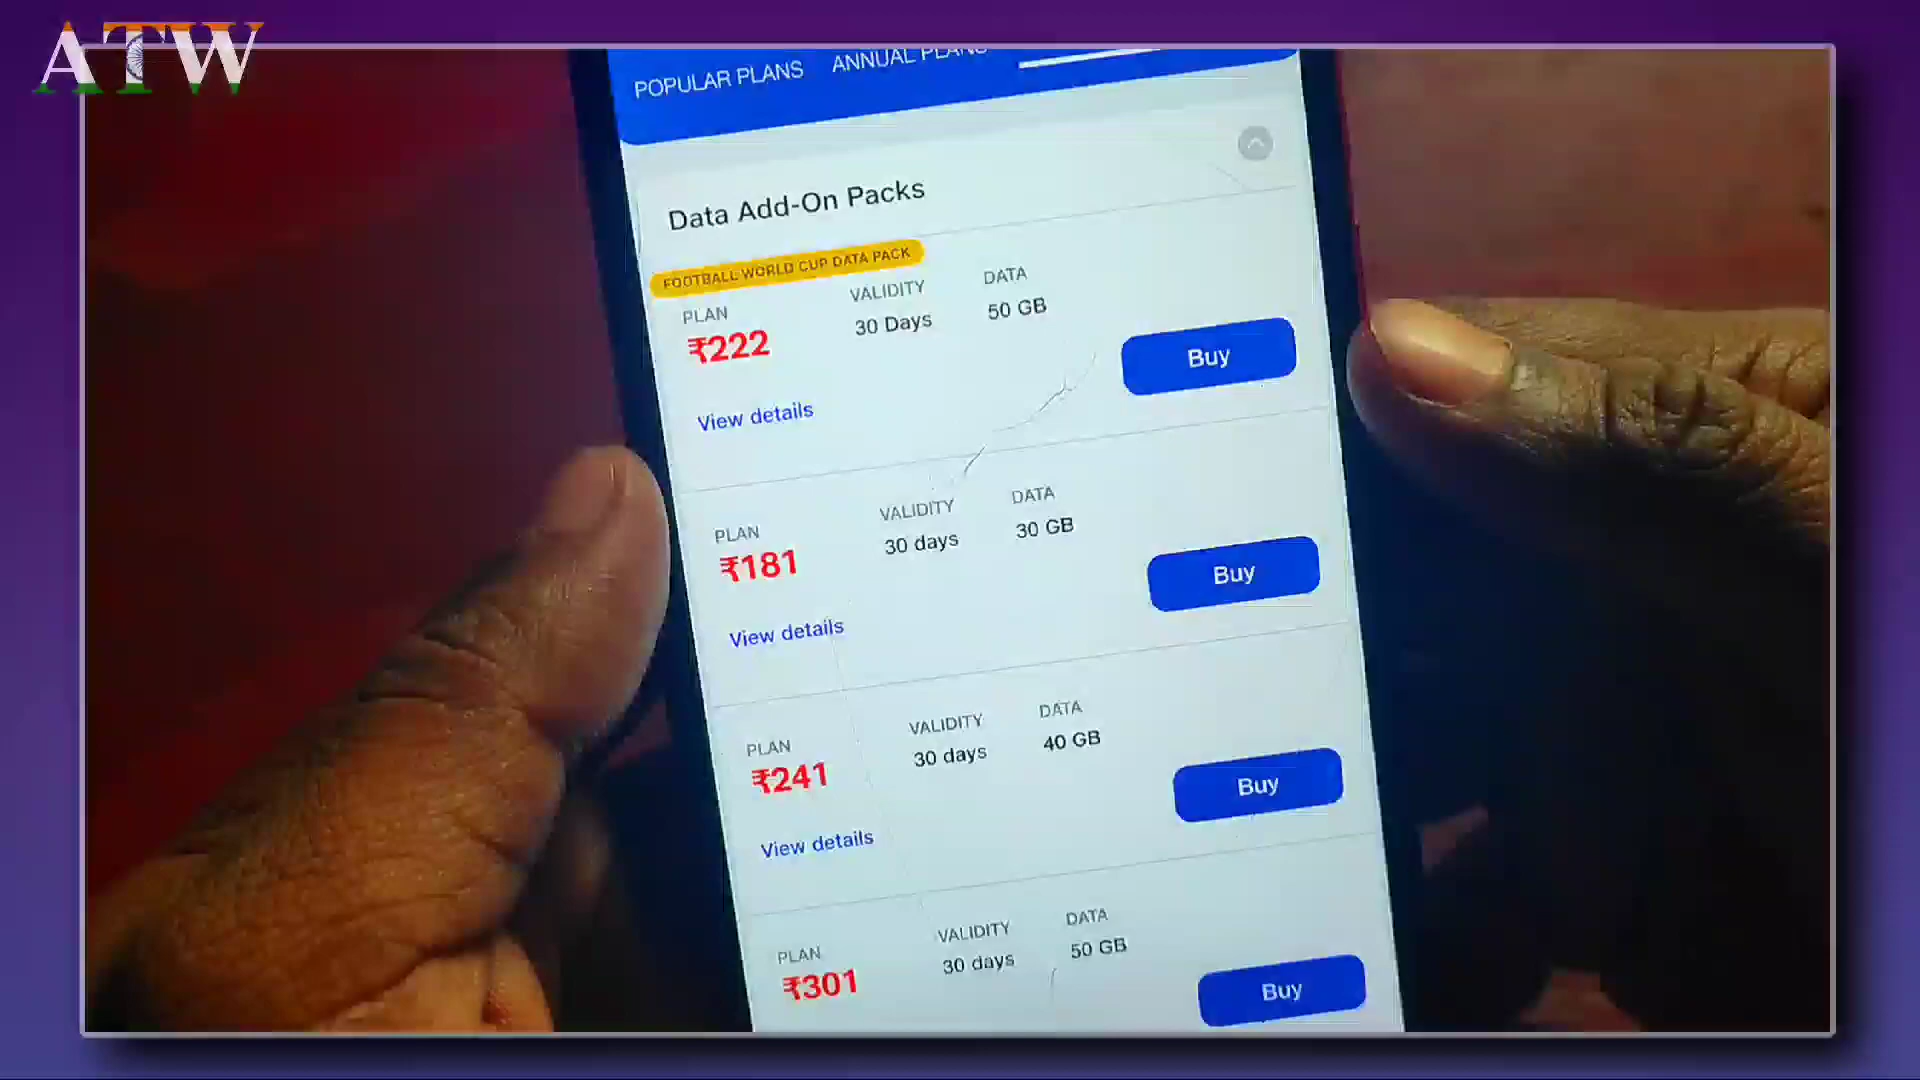 ATW
POPULAR PLANS
ANNUAL PLANS
Data Add-On Packs
FOOTBALL WORLD CUP DATA PACK
PLAN VALIDITY DATA
₹222 30 Days 50 GB
Buy
View details
PLAN VALIDITY DATA
₹181 30 days 30 GB
Buy
View details
PLAN VALIDITY DATA
₹241 30 days 40 GB
Buy
View details
PLAN VALIDITY DATA
₹301 30 days 50 GB
Buy